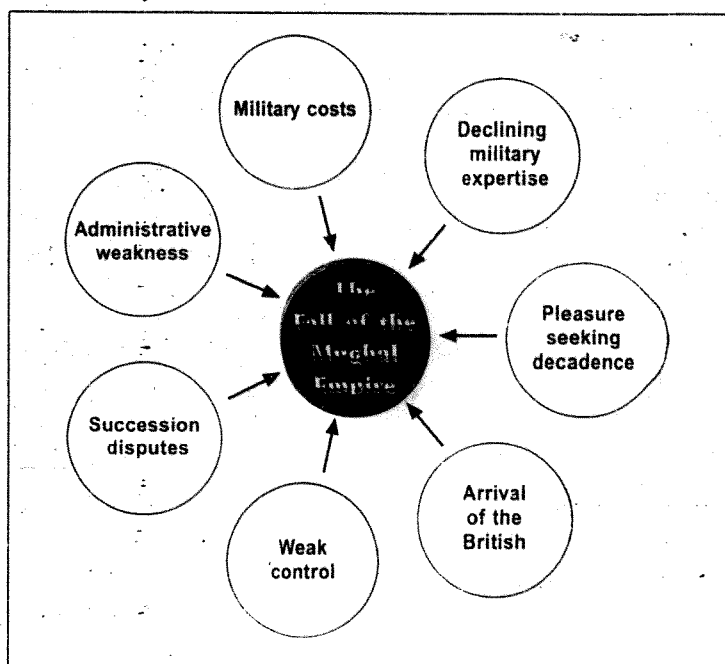 Military costs
Declining
military
expertise
Administrative
weakness
The
Fall of the
Mughal
Empire
Pleasure
seeking
decadence
Succession
disputes
Arrival
of the
British
Weak
control